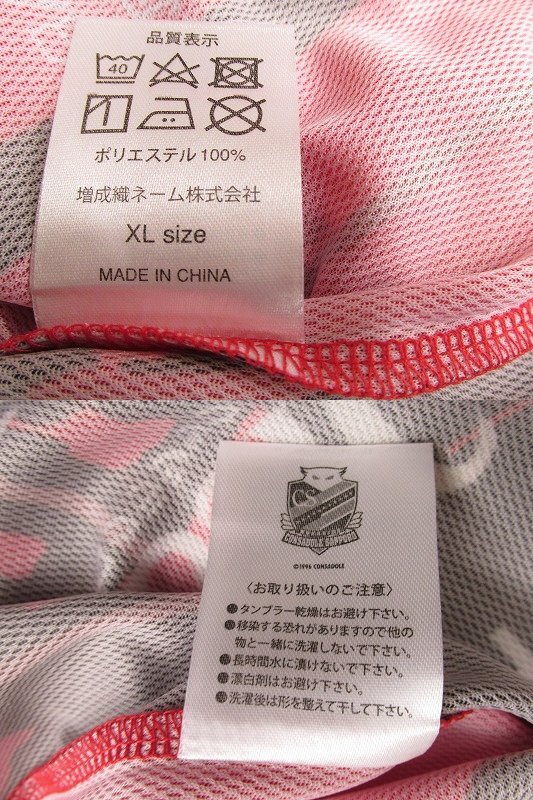 品質表示
40
ポリエステル100%
増成織ネーム株式会社
XL size
MADE IN CHINA
CS
CONSADOLE SAPPORO
©1996 CONSADOLE
〈お取り扱いのご注意〉
●タンブラー乾燥はお避け下さい。
●移染する恐れがありますので他の
物と一緒に洗濯しないで下さい。
●長時間水に漬けないで下さい。
●漂白剤はお避け下さい。
●洗濯後は形を整えて干して下さい。